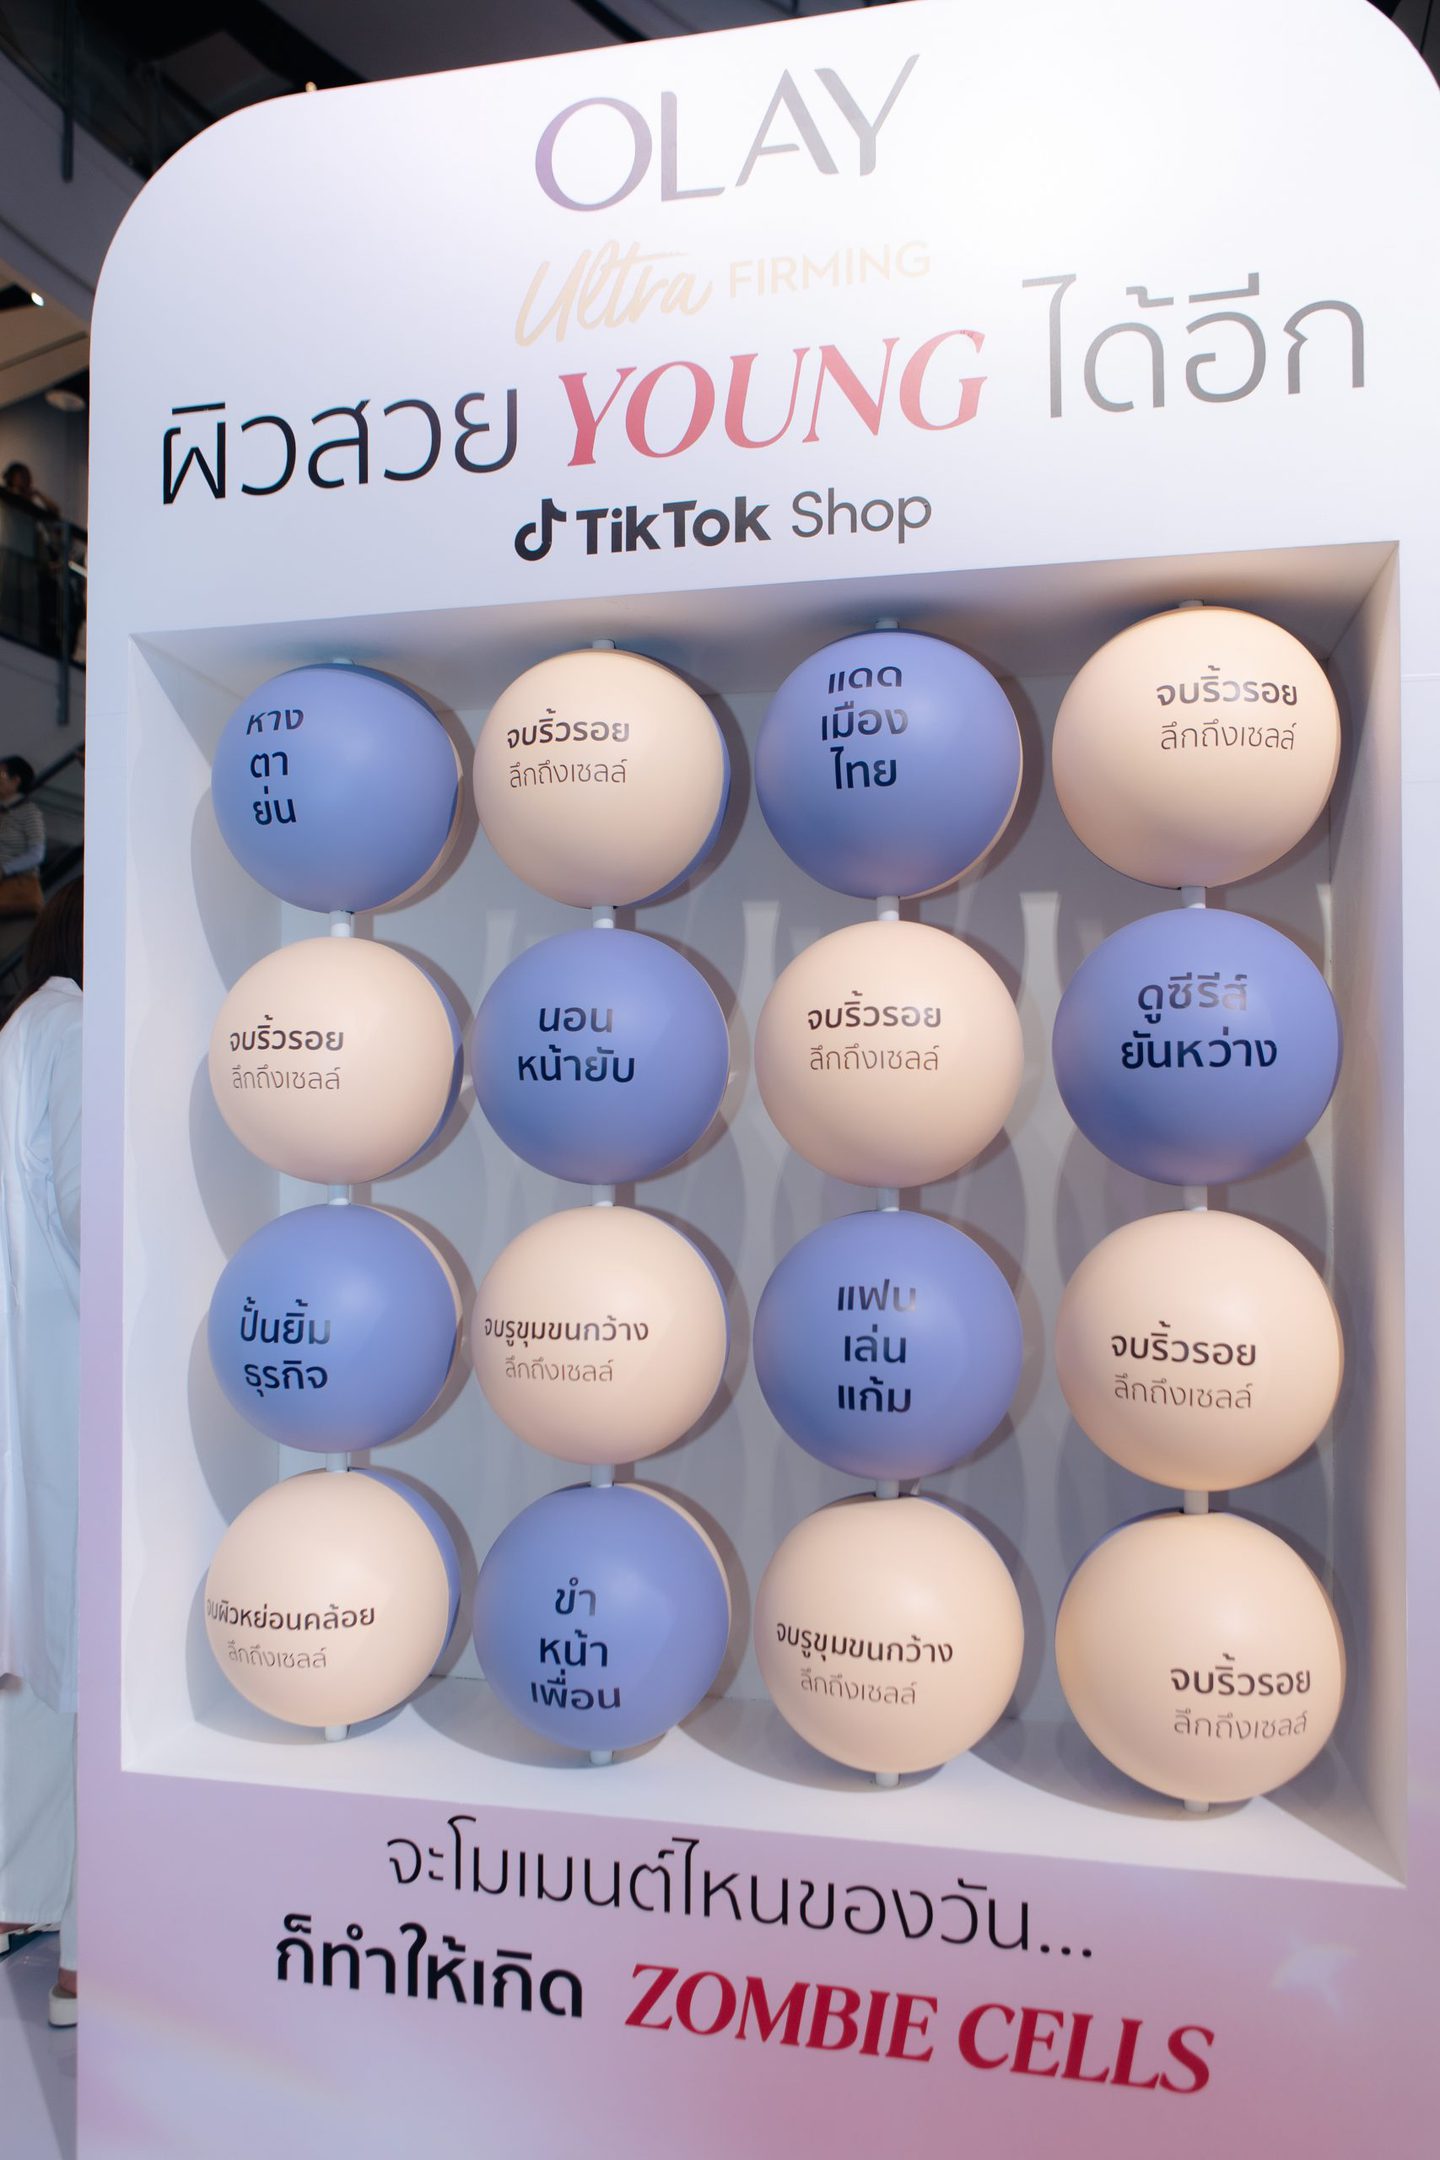 OLAY
Ultra FIRMING
ผิวสวย YOUNG ได้อีก
TikTok Shop
หาง
ตา
ย่น
จบริ้วรอย
ลึกถึงเซลล์
แดด
เมือง
ไทย
จบริ้วรอย
ลึกถึงเซลล์
จบริ้วรอย
ลึกถึงเซลล์
นอน
หน้ายับ
จบริ้วรอย
ลึกถึงเซลล์
ดูซีรีส์
ยันหว่าง
ปั้นยิ้ม
ธุรกิจ
จบรูขุมขนกว้าง
ลึกถึงเซลล์
แฟน
เล่น
แก้ม
จบริ้วรอย
ลึกถึงเซลล์
จบผิวหย่อนคล้อย
ลึกถึงเซลล์
ขำ
หน้า
เพื่อน
จบรูขุมขนกว้าง
ลึกถึงเซลล์
จบริ้วรอย
ลึกถึงเซลล์
จะโมเมนต์ไหนของวัน...
ก็ทำให้เกิด ZOMBIE CELLS